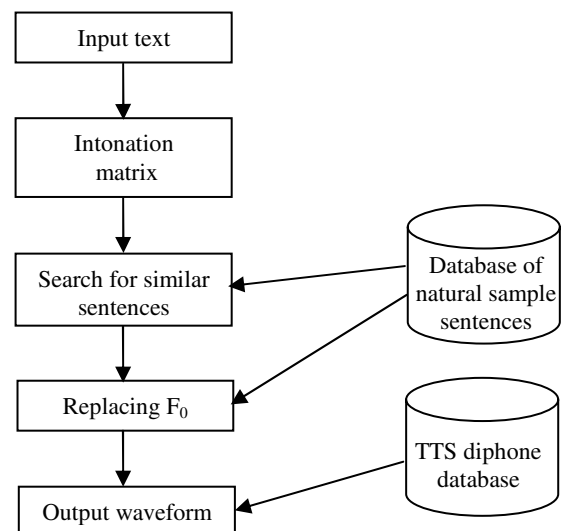 Input text
Intonation
matrix
Search for similar
sentences
Database of
natural sample
sentences
Replacing F₀
TTS diphone
database
Output waveform